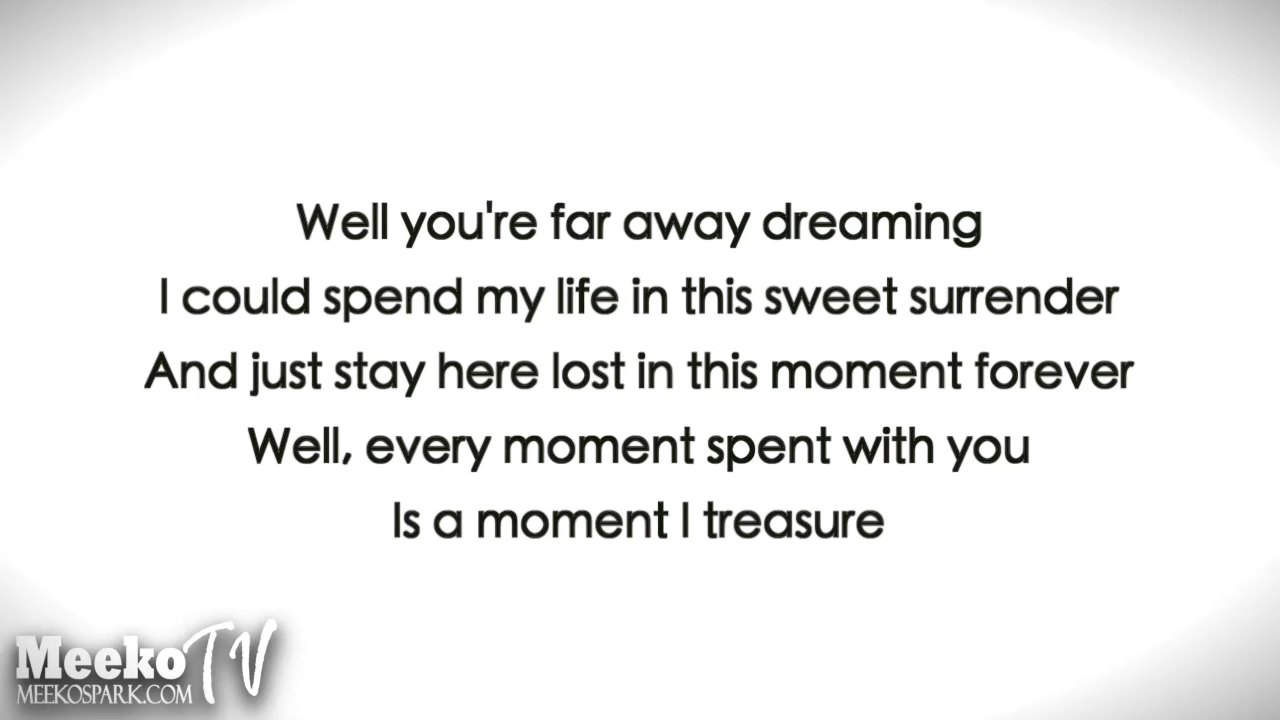 Well you're far away dreaming
I could spend my life in this sweet surrender
And just stay here lost in this moment forever
Well, every moment spent with you
Is a moment I treasure
Meeko TV
MEEKOSPARK.COM